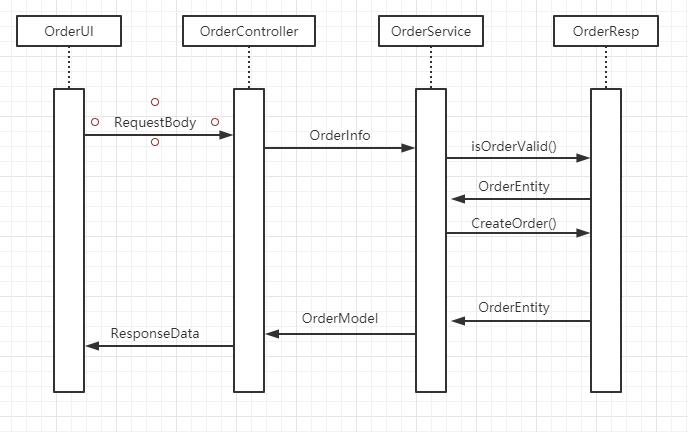 OrderUI
OrderController
OrderService
OrderResp
RequestBody
OrderInfo
isOrderValid()
OrderEntity
CreateOrder()
OrderEntity
OrderModel
ResponseData